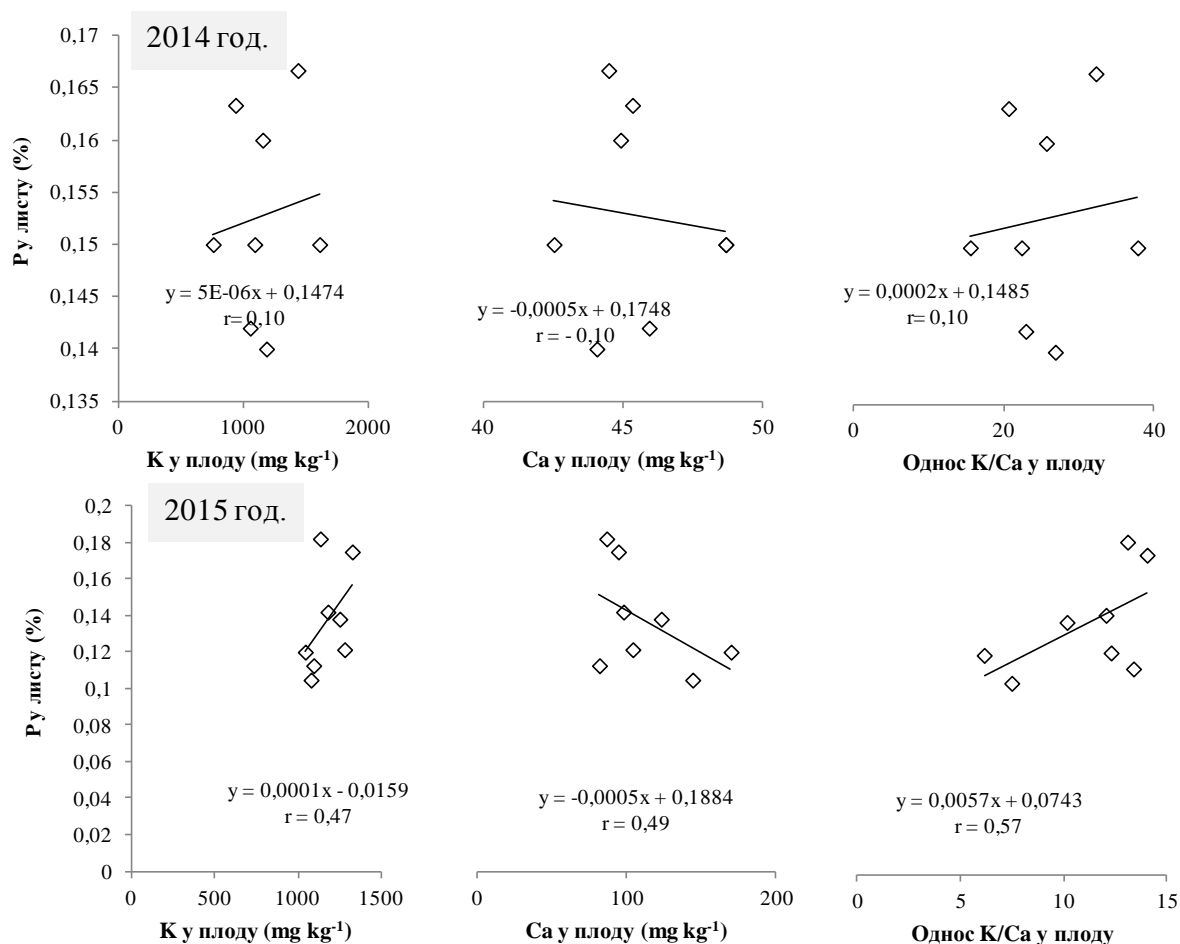 2014 год.
Р у листу (%)
0,17
0,165
0,16
0,155
0,15
0,145
0,14
0,135
y = 5E-06x + 0,1474
r= 0,10
0
1000
2000
К у плоду (mg kg-1)
y = -0,0005x + 0,1748
r = - 0,10
40
45
50
Са у плоду (mg kg-1)
y = 0,0002x + 0,1485
r= 0,10
0
20
40
Однос К/Са у плоду
2015 год.
Р у листу (%)
0,2
0,18
0,16
0,14
0,12
0,1
0,08
0,06
0,04
0,02
0
y = 0,0001x - 0,0159
r = 0,47
0
500
1000
1500
К у плоду (mg kg-1)
y = -0,0005x + 0,1884
r = 0,49
0
100
200
Са у плоду (mg kg-1)
y = 0,0057x + 0,0743
r = 0,57
0
5
10
15
Однос К/Са у плоду